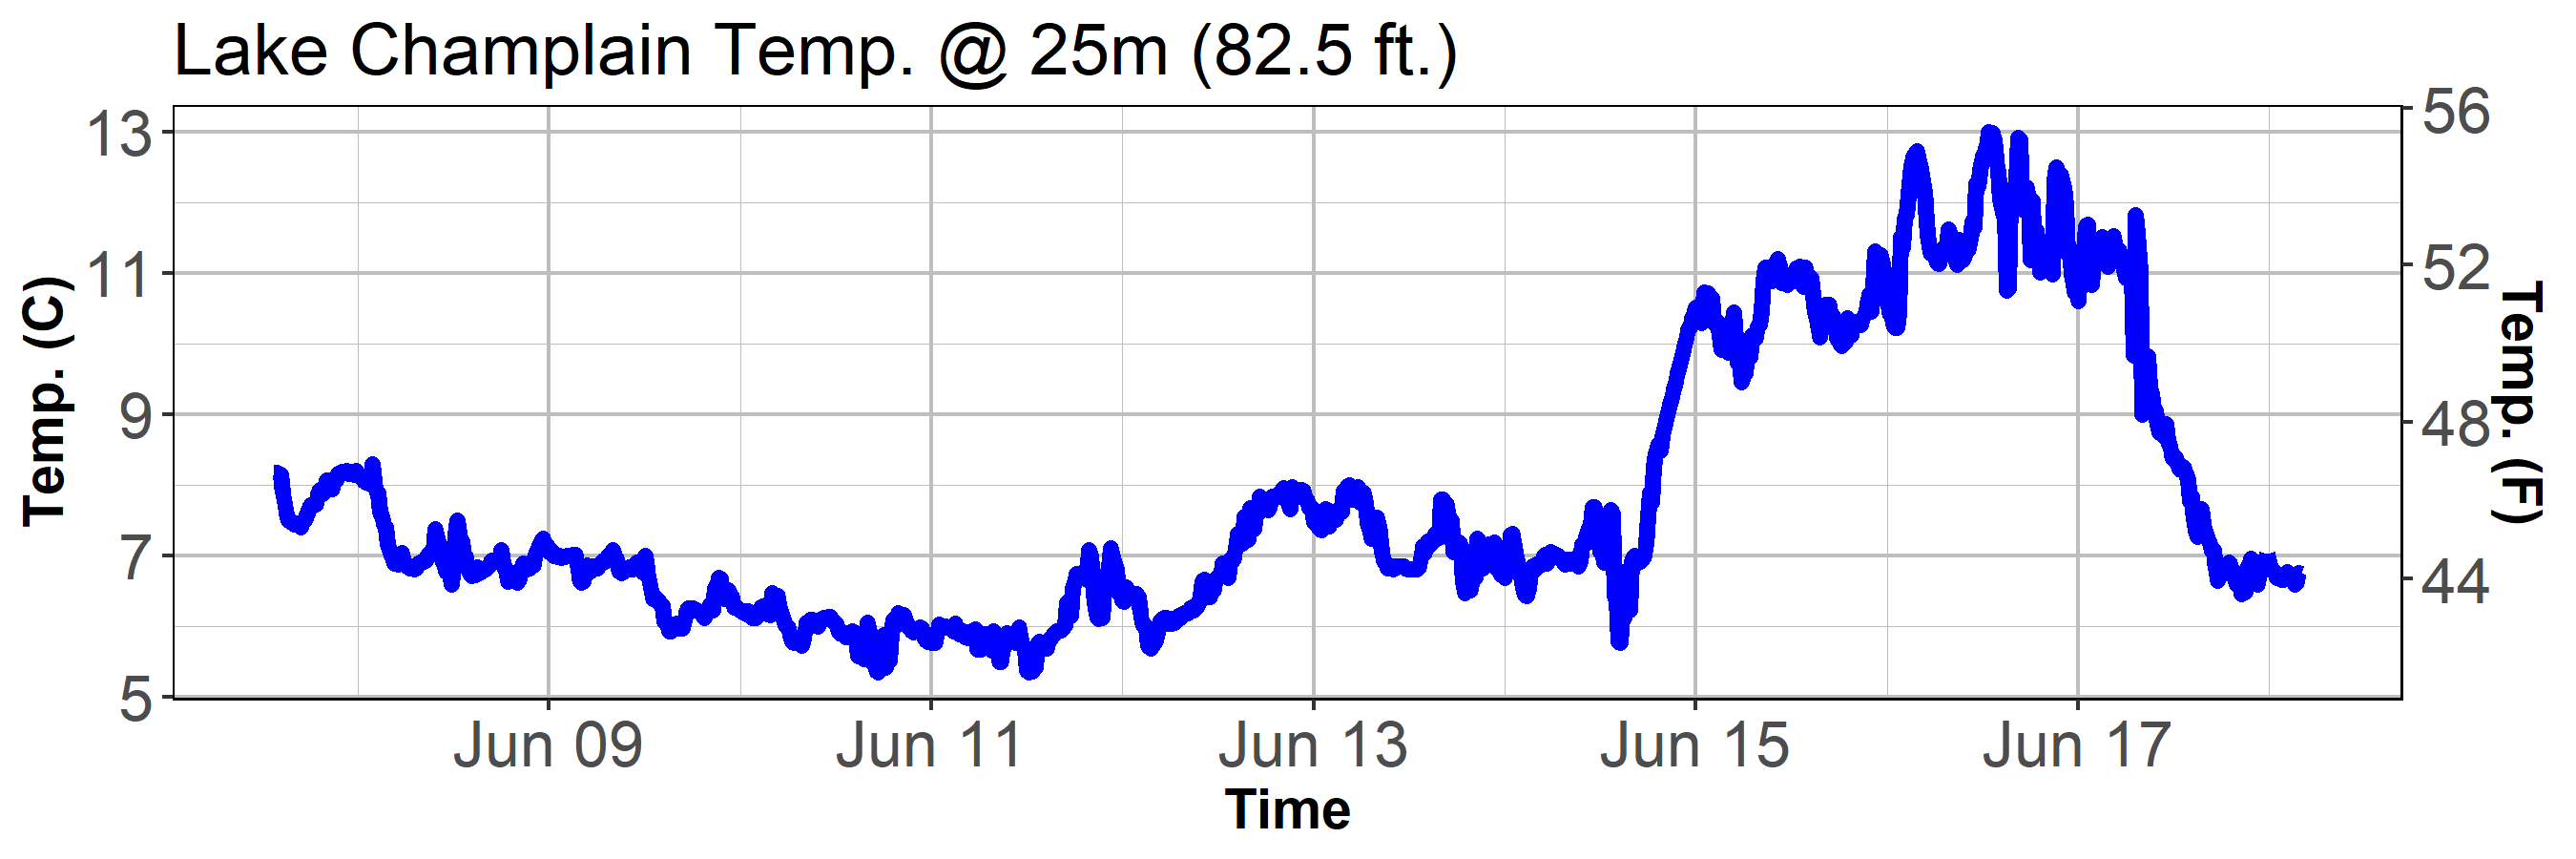 Lake Champlain Temp. @ 25m (82.5 ft.)
13
11
9
7
5
Temp. (C)
56
52
48
44
Temp. (F)
Jun 09 Jun 11 Jun 13 Jun 15 Jun 17
Time